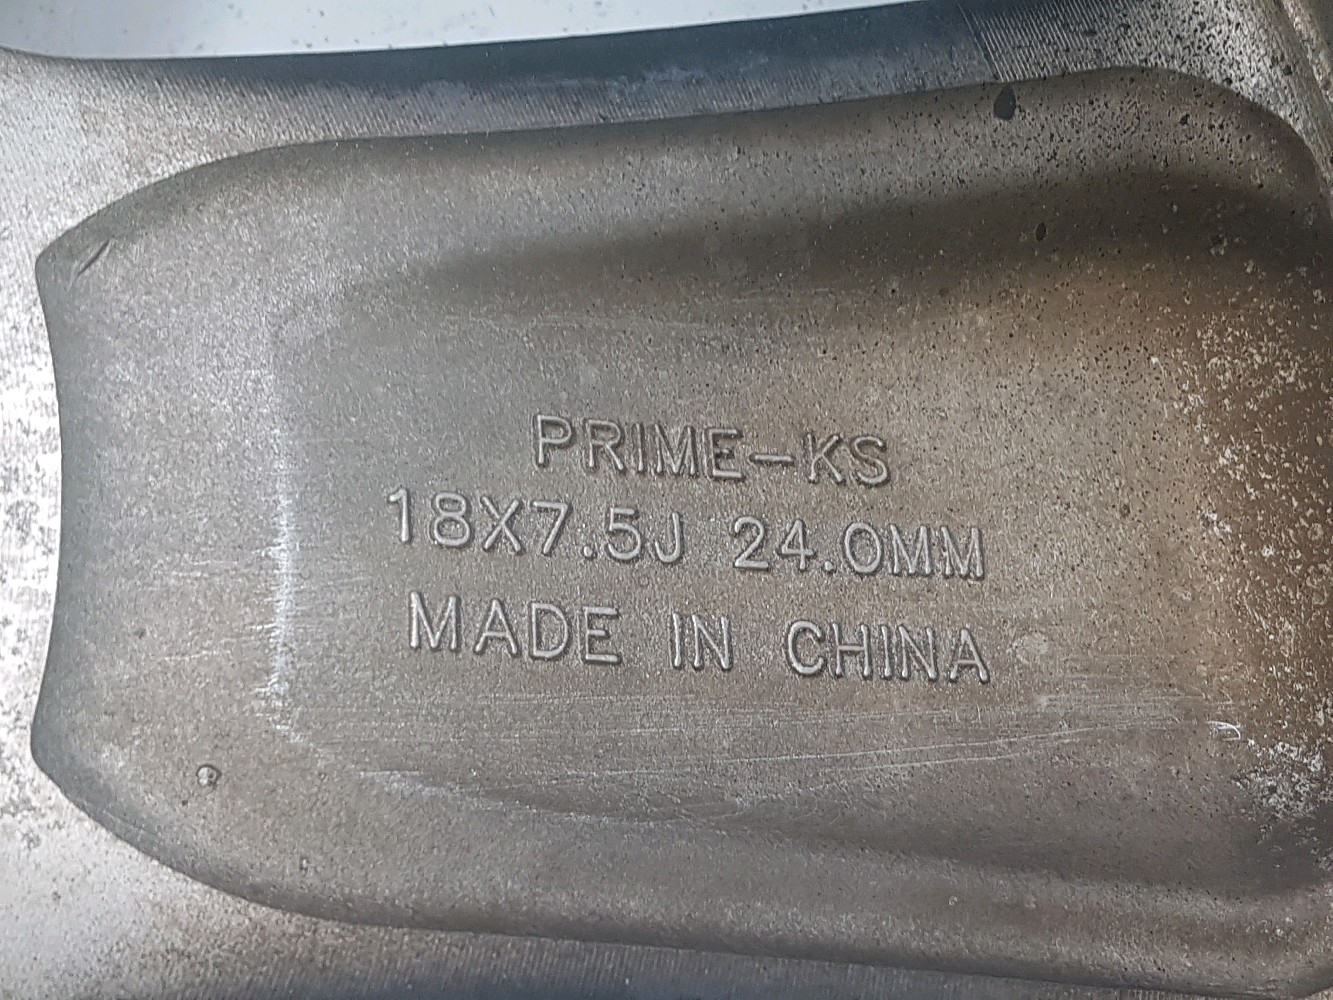 PRIME-KS
18X7.5J 24.0MM
MADE IN CHINA